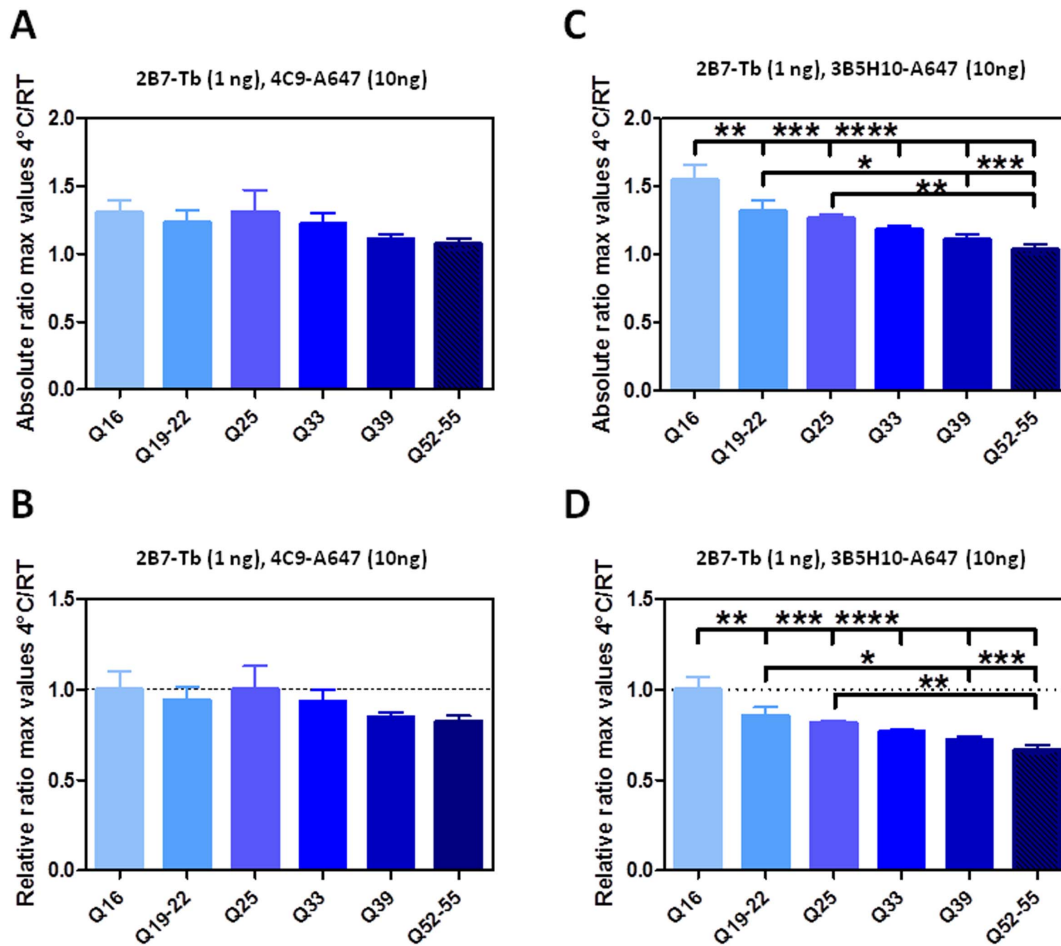 A
2B7-Tb (1 ng), 4C9-A647 (10ng)
Absolute ratio max values 4°C/RT
2.0
1.5
1.0
0.5
0.0
Q16
Q19-22
Q25
Q33
Q39
Q52-55
B
2B7-Tb (1 ng), 4C9-A647 (10ng)
Relative ratio max values 4°C/RT
1.5
1.0
0.5
0.0
Q16
Q19-22
Q25
Q33
Q39
Q52-55
C
2B7-Tb (1 ng), 3B5H10-A647 (10ng)
Absolute ratio max values 4°C/RT
2.0
1.5
1.0
0.5
0.0
** *** ****
* ***
**
Q16
Q19-22
Q25
Q33
Q39
Q52-55
D
2B7-Tb (1 ng), 3B5H10-A647 (10ng)
Relative ratio max values 4°C/RT
1.5
1.0
0.5
0.0
** *** ****
* ***
**
Q16
Q19-22
Q25
Q33
Q39
Q52-55